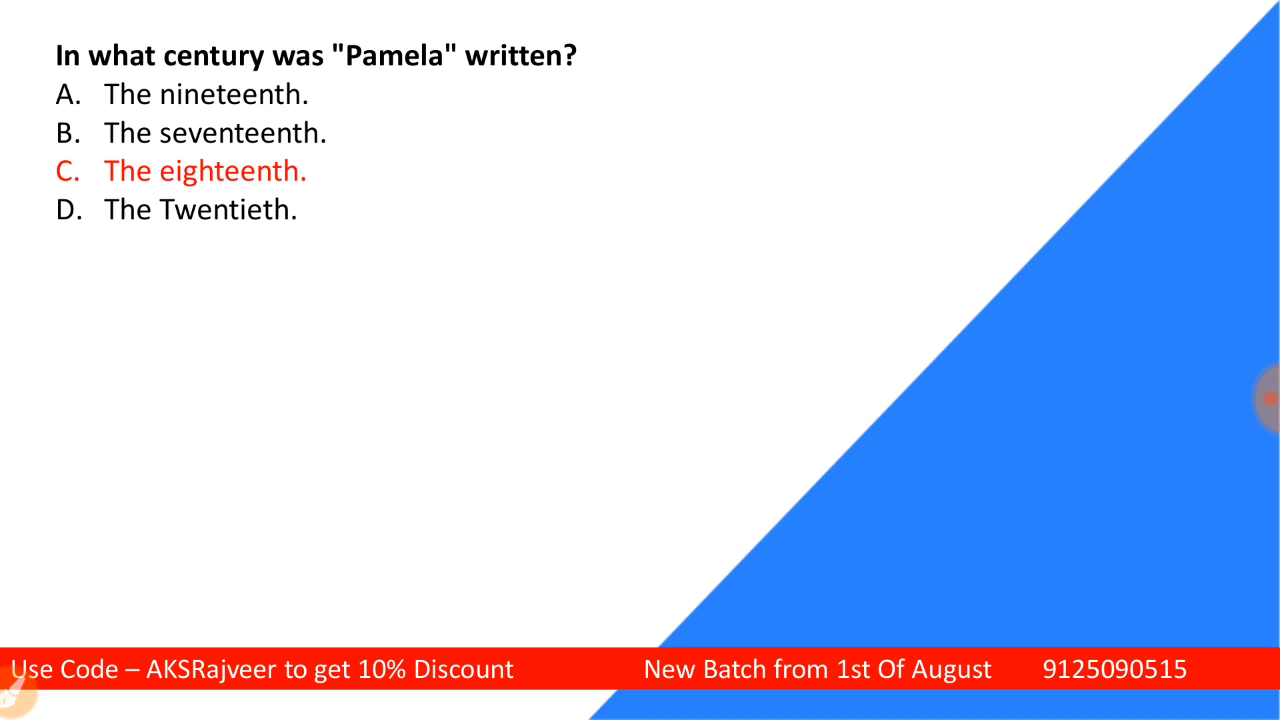 In what century was "Pamela" written?
A. The nineteenth.
B. The seventeenth.
C. The eighteenth.
D. The Twentieth.
Use Code – AKSRajveer to get 10% Discount New Batch from 1st Of August 9125090515